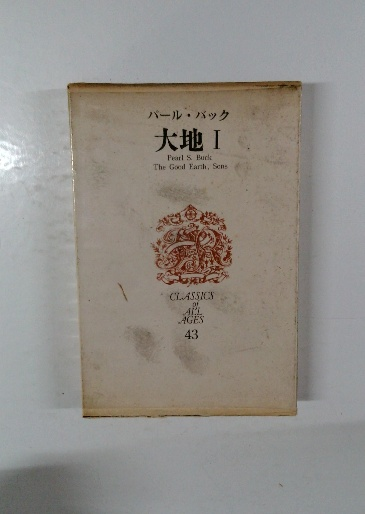 パール・バック
大地 I
Pearl S. Buck
The Good Earth, Sons
CLASSICS
of
ALL
AGES
43